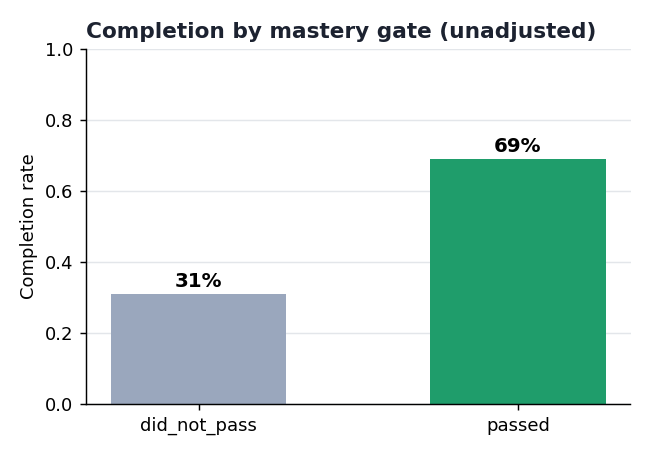 Completion by mastery gate (unadjusted)
Completion rate
1.0
0.8
0.6
0.4
0.2
0.0
31%
69%
did_not_pass
passed